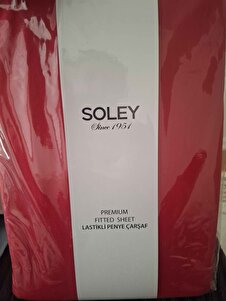 SOLEY
Since 1951
PREMIUM
FITTED SHEET
LASTİKLİ PENYE ÇARŞAF